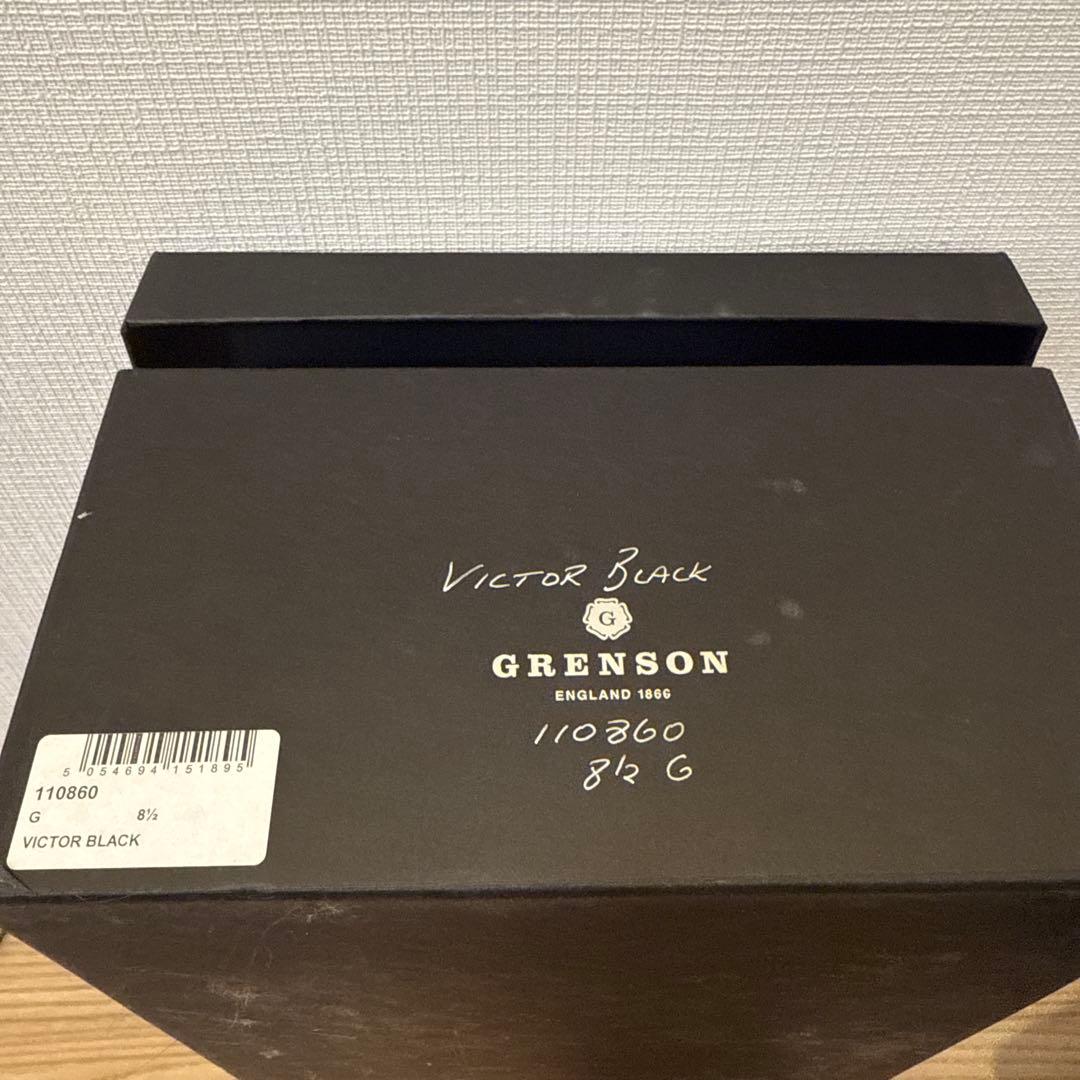 VICTOR BLACK
G
GRENSON
ENGLAND 1866
110860
8½ G
5 054694 151895
110860
G 8½
VICTOR BLACK